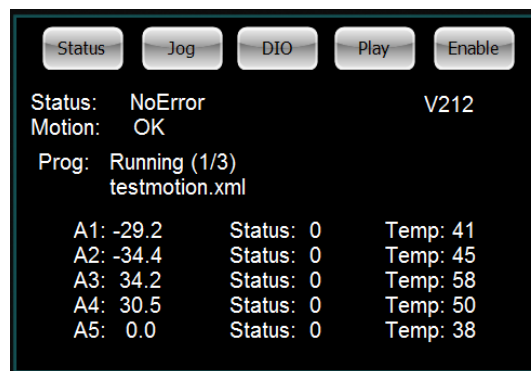 Status Jog DIO Play Enable
Status: NoError V212
Motion: OK
Prog: Running (1/3)
testmotion.xml
A1: -29.2 Status: 0 Temp: 41
A2: -34.4 Status: 0 Temp: 45
A3: 34.2 Status: 0 Temp: 58
A4: 30.5 Status: 0 Temp: 50
A5: 0.0 Status: 0 Temp: 38